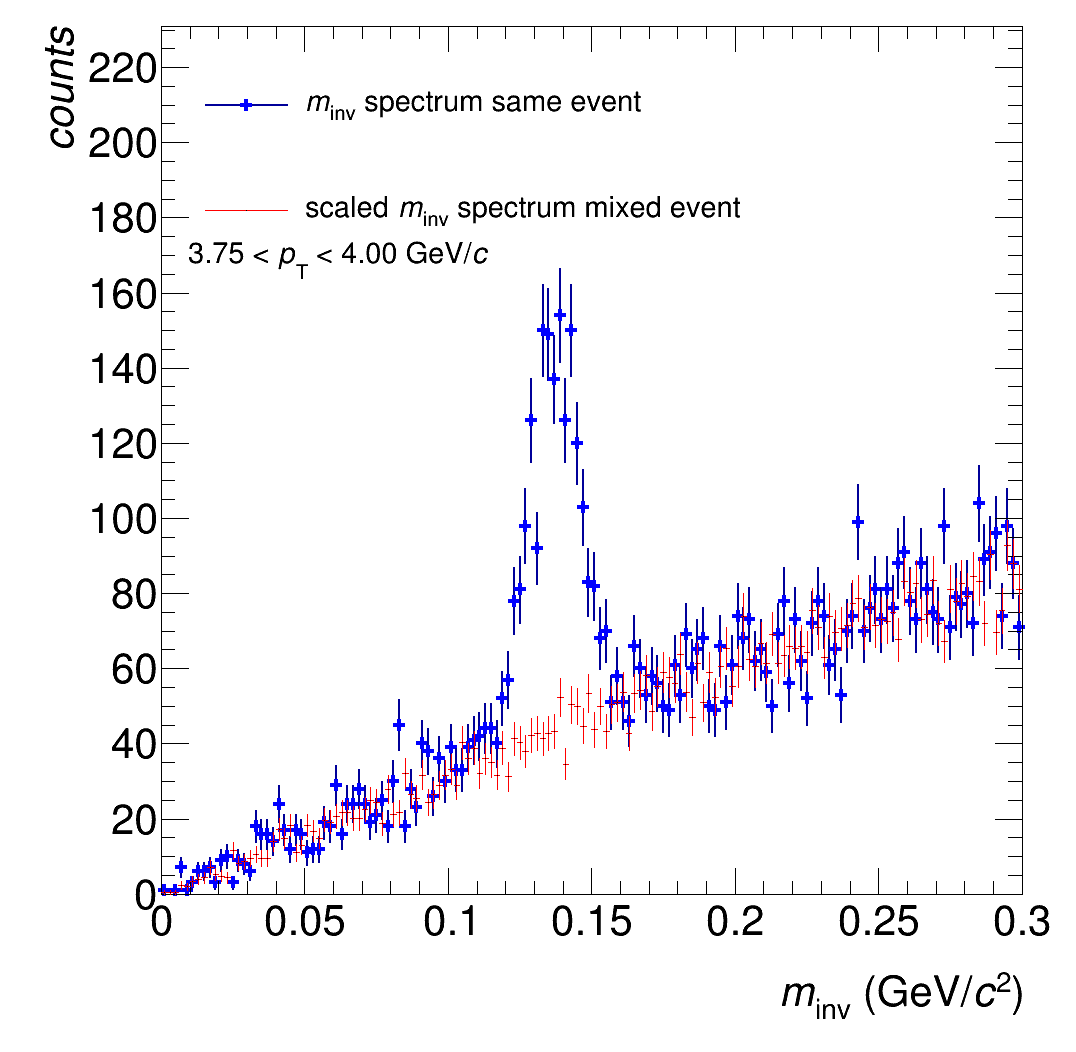 counts
220
200
180
160
140
120
100
80
60
40
20
0
m_inv spectrum same event
scaled m_inv spectrum mixed event
3.75 < p_T < 4.00 GeV/c
0 0.05 0.1 0.15 0.2 0.25 0.3
m_inv (GeV/c²)